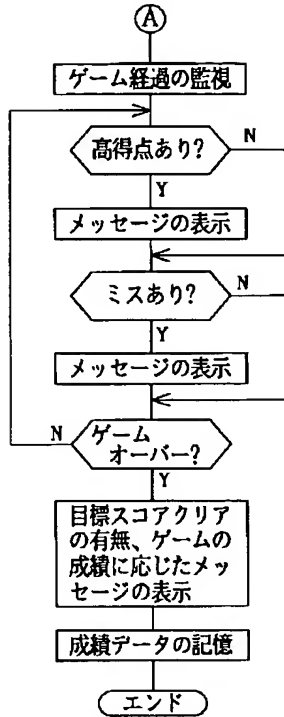 A
ゲーム経過の監視
高得点あり?
N
Y
メッセージの表示
ミスあり?
N
Y
メッセージの表示
N
ゲーム
オーバー?
Y
目標スコアクリア
の有無、ゲームの
成績に応じたメッ
セージの表示
成績データの記憶
エンド